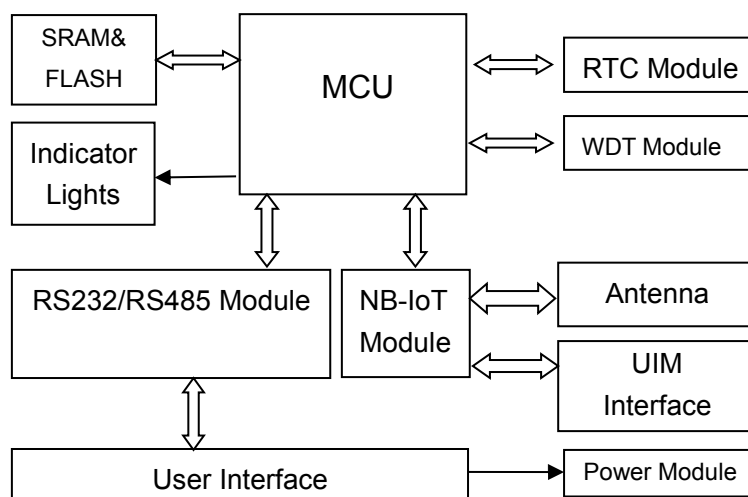 SRAM&
FLASH
MCU
RTC Module
WDT Module
Indicator
Lights
RS232/RS485 Module
NB-IoT
Module
Antenna
UIM
Interface
User Interface
Power Module